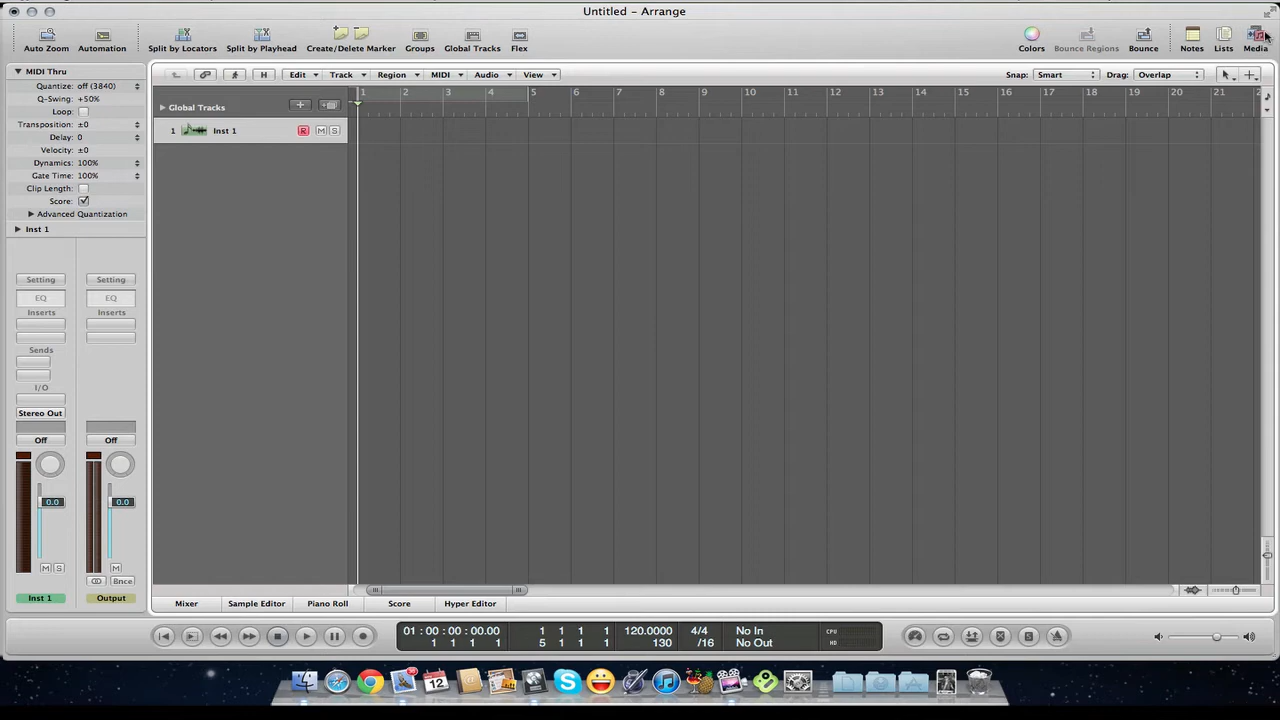 Untitled - Arrange
Auto Zoom Automation Split by Locators Split by Playhead Create/Delete Marker Groups Global Tracks Flex Colors Bounce Regions Bounce Notes Lists Media
MIDI Thru
H Edit Track Region MIDI Audio View Snap: Smart Drag: Overlap
Quantize: off (3840)
Q-Swing: +50%
Loop:
Transposition: ±0
Delay: 0
Velocity: ±0
Dynamics: 100%
Gate Time: 100%
Clip Length:
Score:
Advanced Quantization
Inst 1
Global Tracks
1 2 3 4 5 6 7 8 9 10 11 12 13 14 15 16 17 18 19 20 21 2
1 Inst 1 R M S
Setting Setting
EQ EQ
Inserts Inserts
Sends
I/O
Stereo Out
Off Off
0.0 0.0
M S M
Bnce
Inst 1 Output
Mixer Sample Editor Piano Roll Score Hyper Editor
01 : 00 : 00 : 00.00 1 1 1 1 120.0000 4/4 No In CPU
1 1 1 1 5 1 1 1 130 /16 No Out HD
S
12